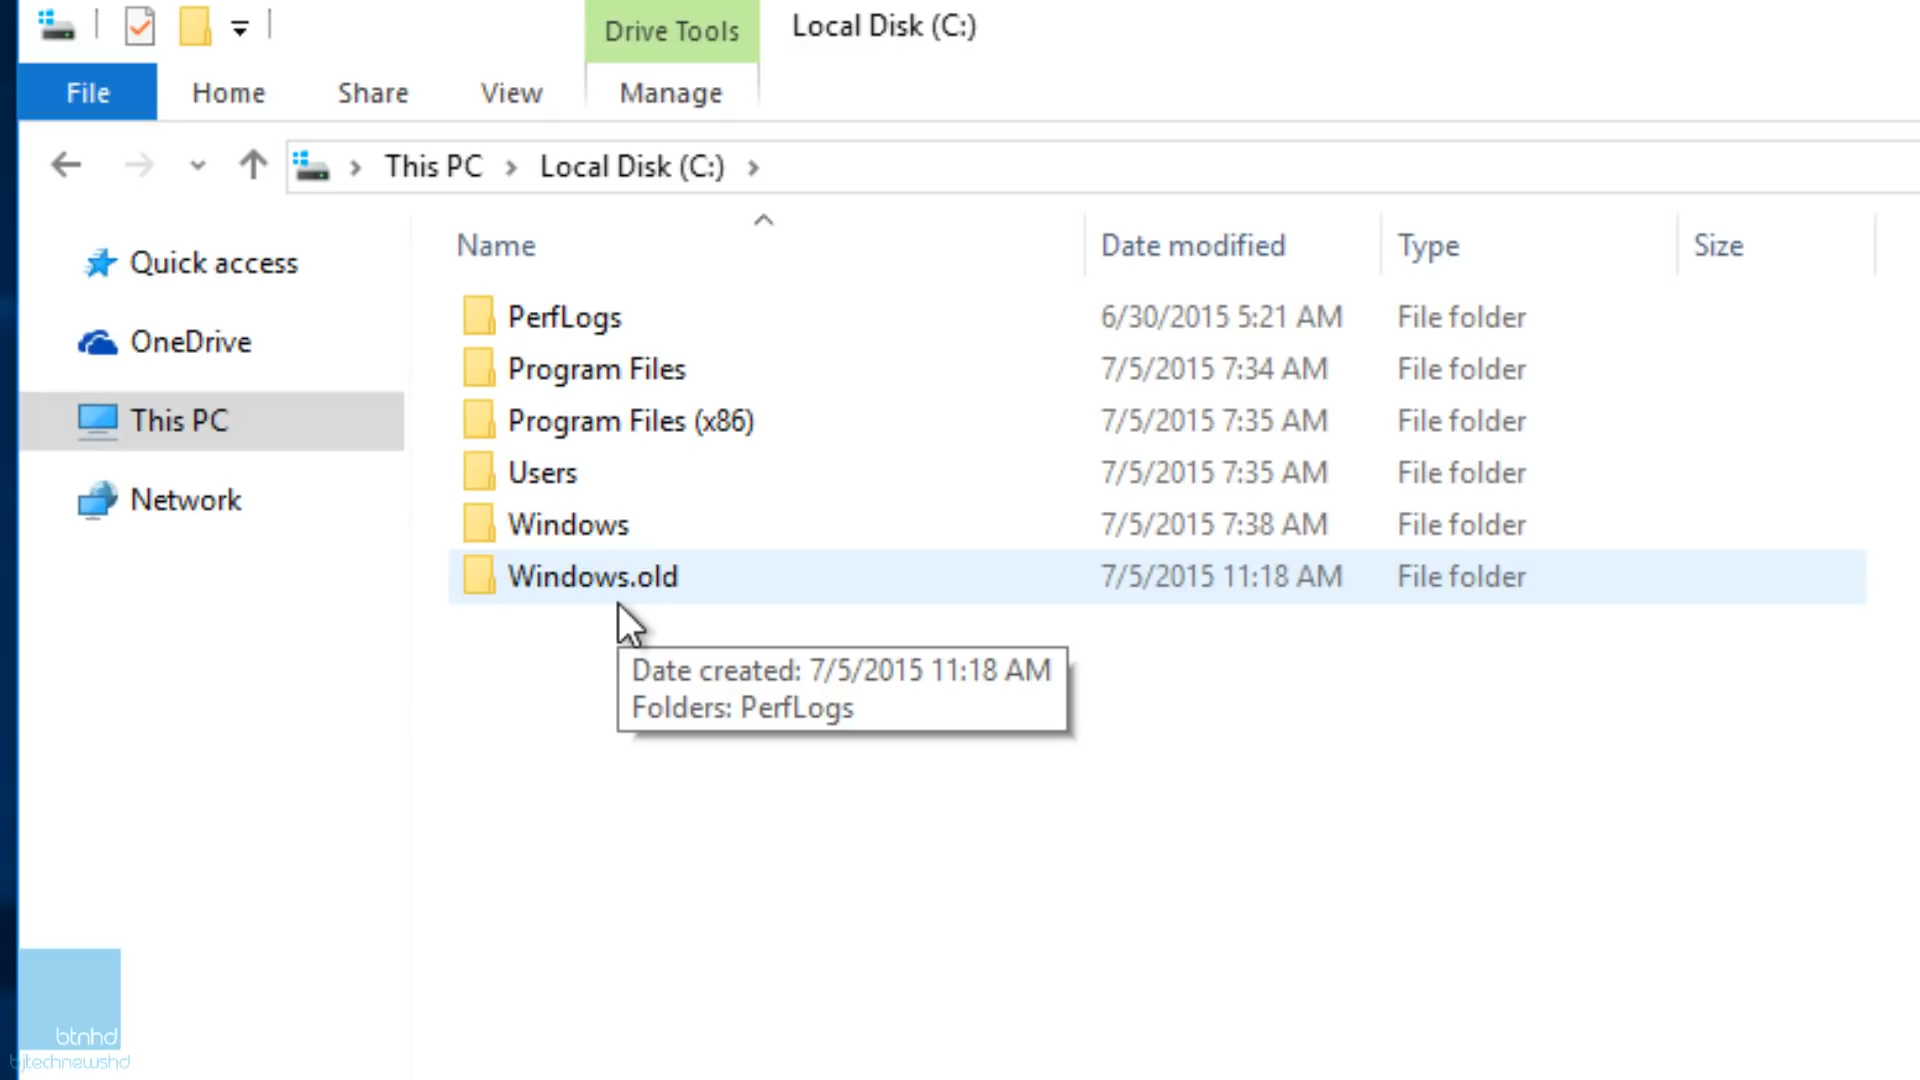 Drive Tools
Local Disk (C:)
File
Home
Share
View
Manage
This PC
Local Disk (C:)
Quick access
OneDrive
This PC
Network
Name
Date modified
Type
Size
PerfLogs 6/30/2015 5:21 AM File folder
Program Files 7/5/2015 7:34 AM File folder
Program Files (x86) 7/5/2015 7:35 AM File folder
Users 7/5/2015 7:35 AM File folder
Windows 7/5/2015 7:38 AM File folder
Windows.old 7/5/2015 11:18 AM File folder
Date created: 7/5/2015 11:18 AM
Folders: PerfLogs
btnhd
bjtechnewshd